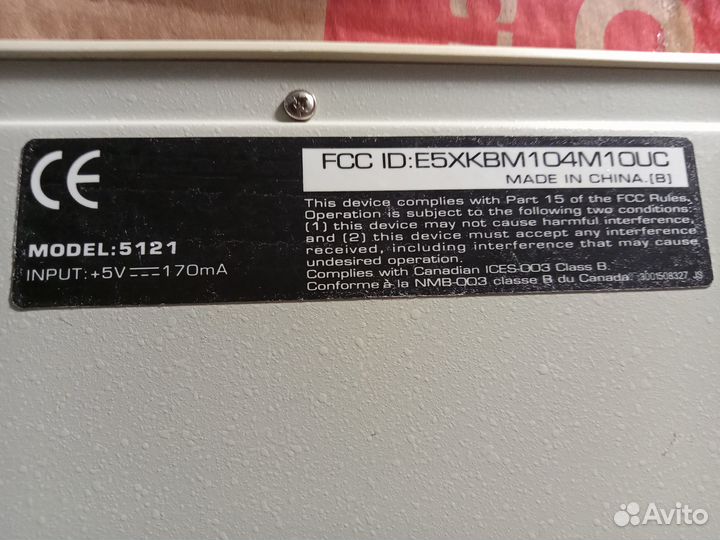 CE
FCC ID:E5XKBM104M10UC
MADE IN CHINA.(B)
MODEL:5121
INPUT:+5V⎓170mA
This device complies with Part 15 of the FCC Rules.
Operation is subject to the following two conditions:
(1) this device may not cause harmful interference,
and (2) this device must accept any interference
received, including interference that may cause
undesired operation.
Complies with Canadian ICES-003 Class B.
Conforme à la NMB-003 classe B du Canada 3001508327 JS
Avito